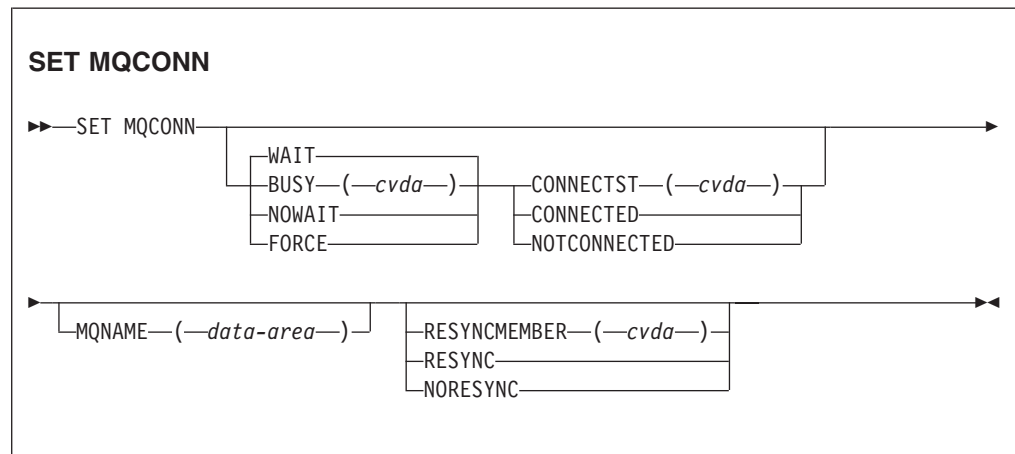 SET MQCONN
SET MQCONN
WAIT
BUSY ( cvda ) CONNECTST ( cvda )
NOWAIT CONNECTED
FORCE NOTCONNECTED
MQNAME ( data-area ) RESYNCMEMBER ( cvda )
RESYNC
NORESYNC